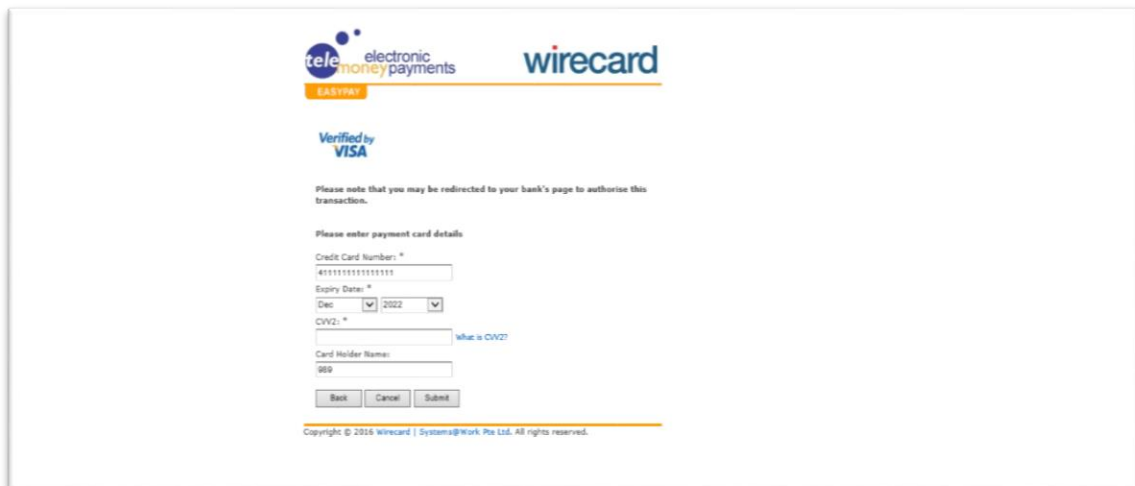 tele
electronic
moneypayments
wirecard
EASYPAY
Verified by
VISA
Please note that you may be redirected to your bank's page to authorise this
transaction.
Please enter payment card details
Credit Card Number: *
4111111111111111
Expiry Date: *
Dec 2022
CVV2: *
What is CVV2?
Card Holder Name:
989
Back Cancel Submit
Copyright © 2016 Wirecard | Systems@Work Pte Ltd. All rights reserved.